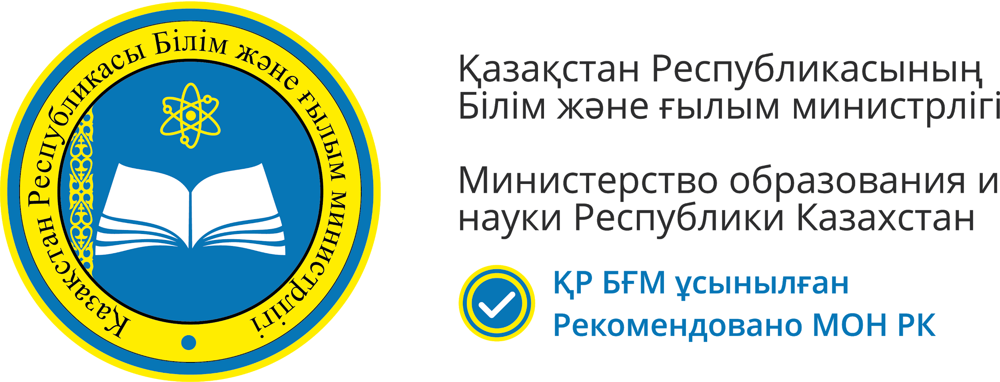 Қазақстан Республикасы Білім және ғылым министрлігі
Қазақстан Республикасының
Білім және ғылым министрлігі
Министерство образования и
науки Республики Казахстан
ҚР БҒМ ұсынылған
Рекомендовано МОН РК